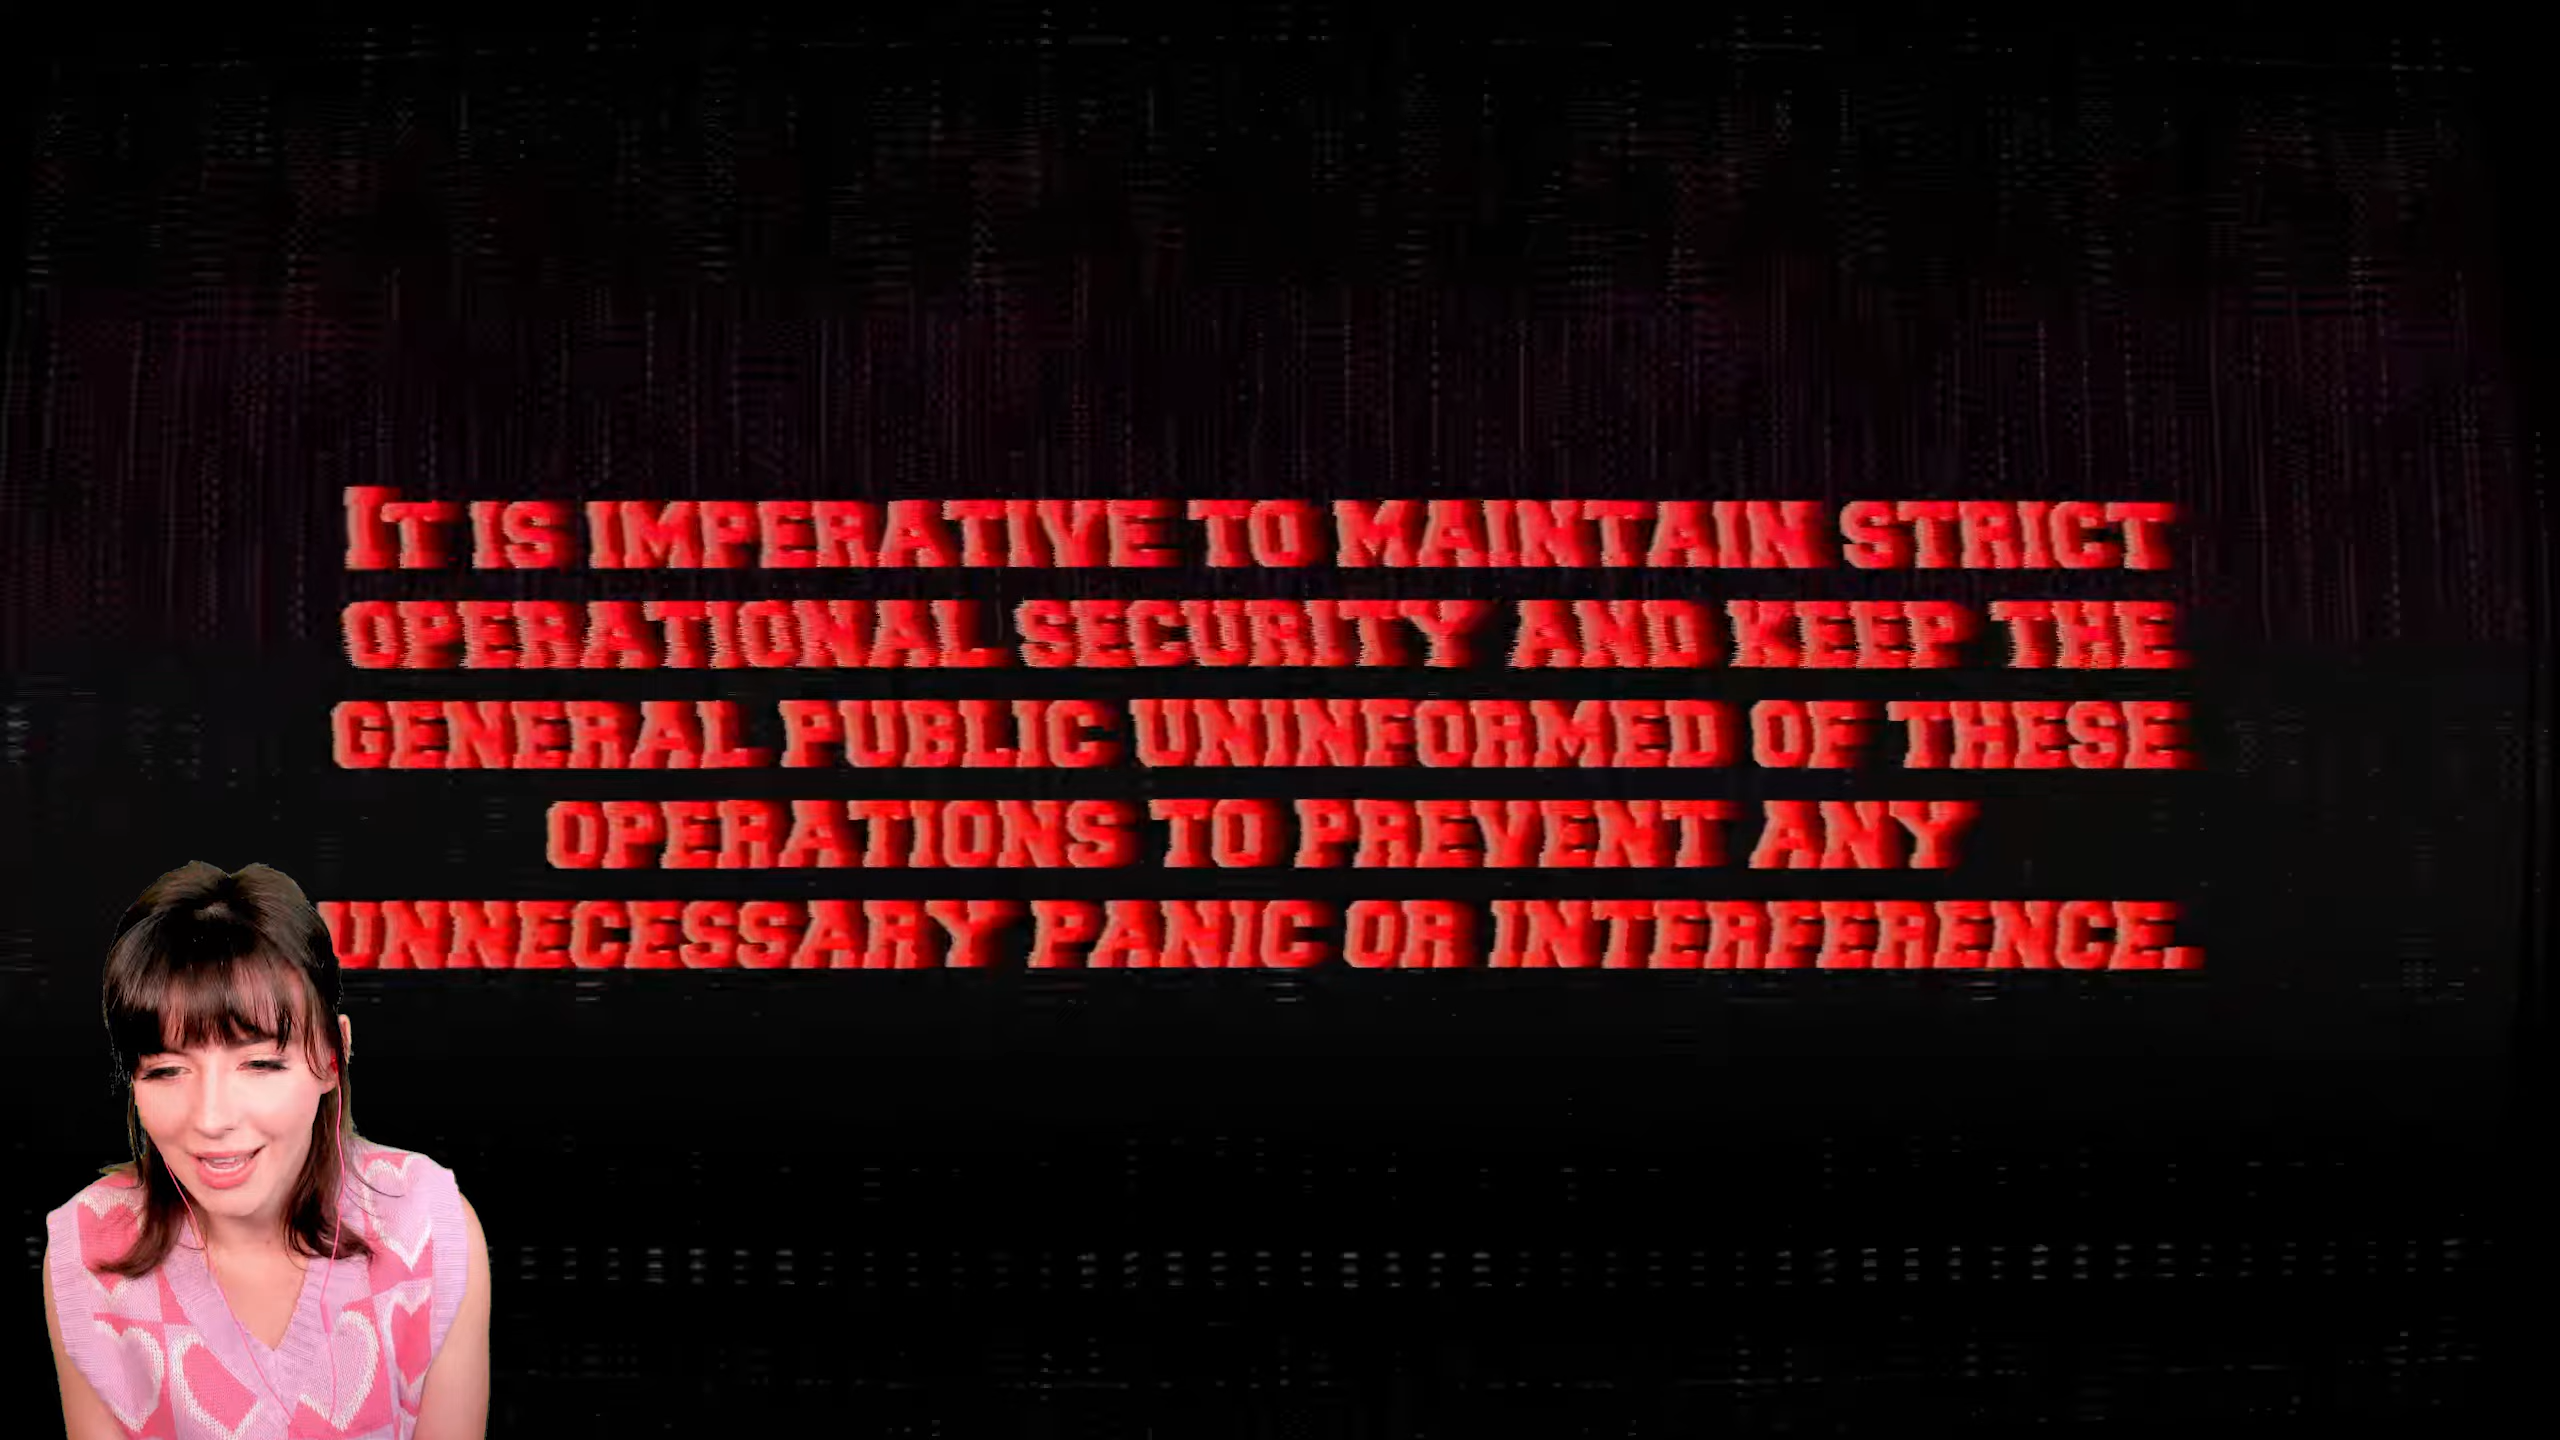 It is imperative to maintain strict
operational security and keep the
general public uninformed of these
operations to prevent any
unnecessary panic or interference.